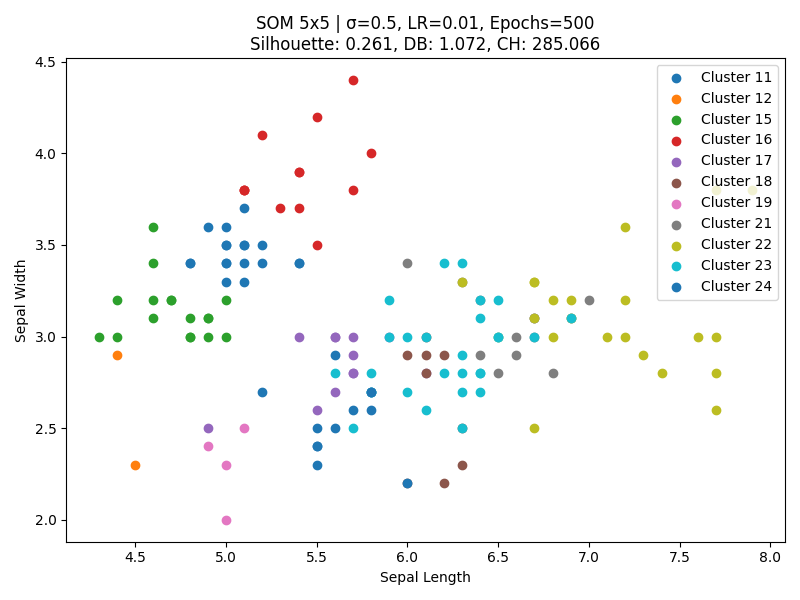 SOM 5x5 | σ=0.5, LR=0.01, Epochs=500
Silhouette: 0.261, DB: 1.072, CH: 285.066
Cluster 11
Cluster 12
Cluster 15
Cluster 16
Cluster 17
Cluster 18
Cluster 19
Cluster 21
Cluster 22
Cluster 23
Cluster 24
Sepal Width
4.5
4.0
3.5
3.0
2.5
2.0
4.5 5.0 5.5 6.0 6.5 7.0 7.5 8.0
Sepal Length